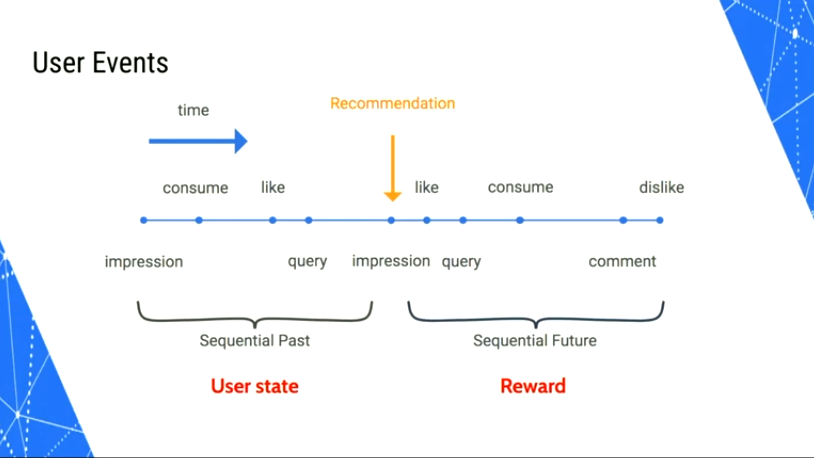 User Events
time
Recommendation
consume like like consume dislike
impression query impression query comment
Sequential Past Sequential Future
User state Reward